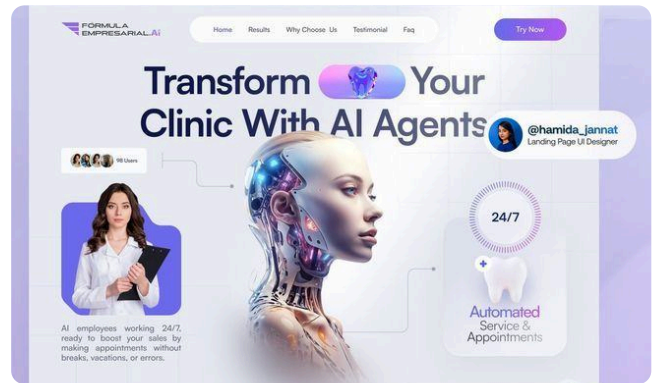 FÓRMULA
EMPRESARIAL.Ai
Home Results Why Choose Us Testimonial Faq
Try Now
Transform Your
Clinic With AI Agents
@hamida_jannat
Landing Page UI Designer
98 Users
24/7
AI employees working 24/7,
ready to boost your sales by
making appointments without
breaks, vacations, or errors.
Automated
Service &
Appointments